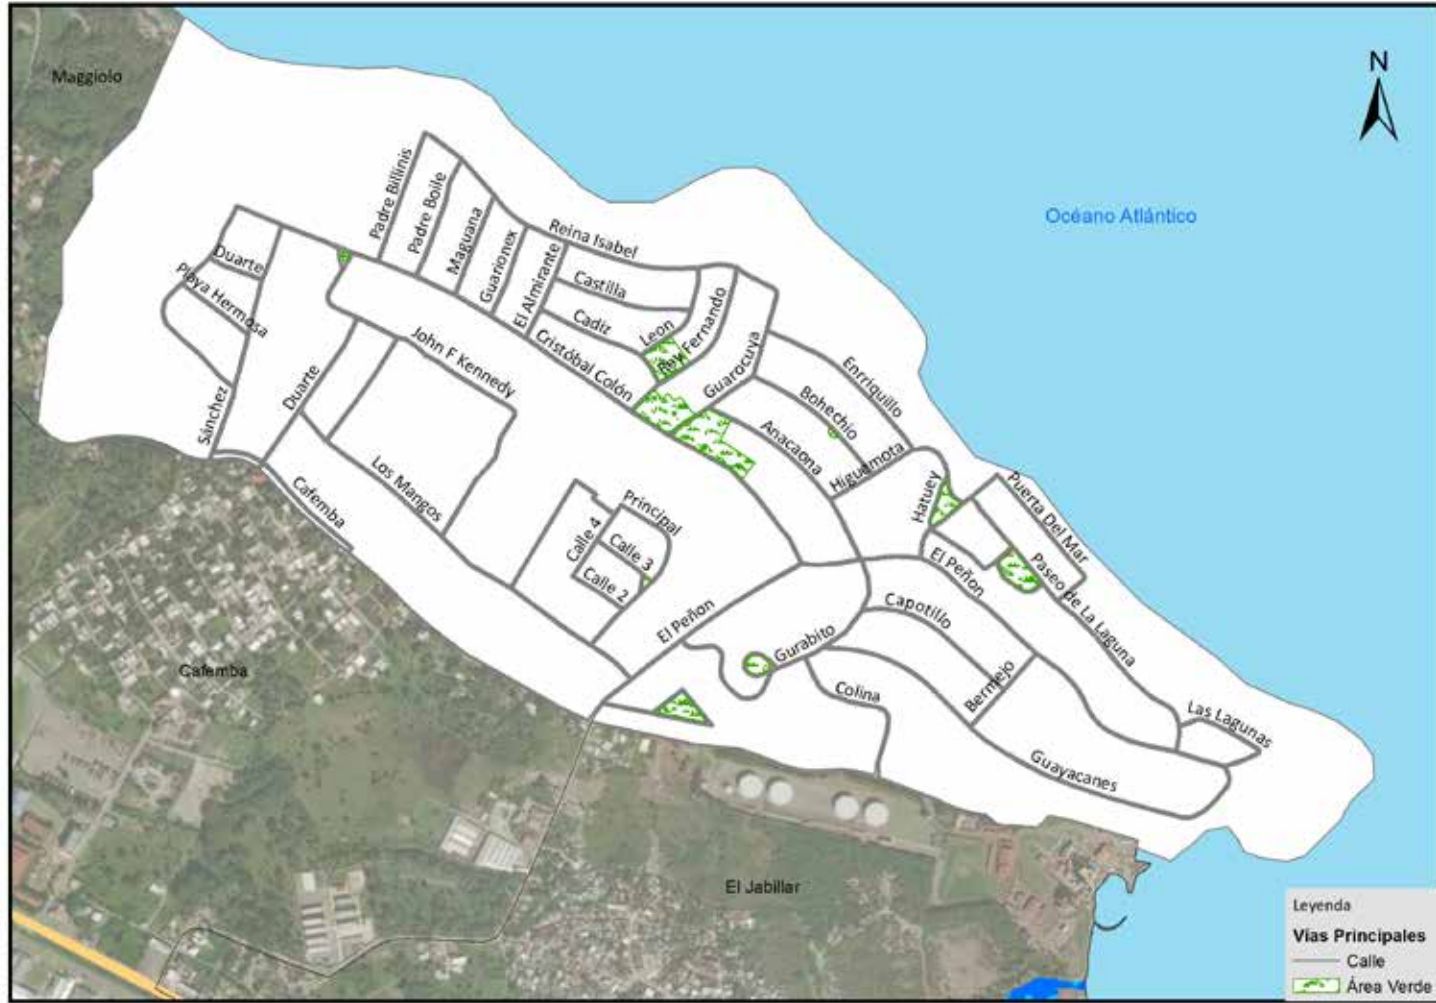 Maggiolo
N
Océano Atlántico
Padre Billinis
Padre Boile
Maguana
Guarionex
El Almirante
Reina Isabel
Castilla
Cadiz
Leon
Rey Fernando
Guarocuya
Duarte
Playa Hermosa
Sánchez
Duarte
John F Kennedy
Cristóbal Colón
Enrriquillo
Bohechio
Anacaona
Higuamota
Hatuey
Puerta Del Mar
Paseo de La Laguna
Cafemba
Los Mangos
Principal
Calle 4
Calle 3
Calle 2
El Peñon
El Peñon
Capotillo
Gurabito
Bermejo
Colina
Las Lagunas
Guayacanes
Cafemba
El Jabillar
Leyenda
Vías Principales
Calle
Área Verde